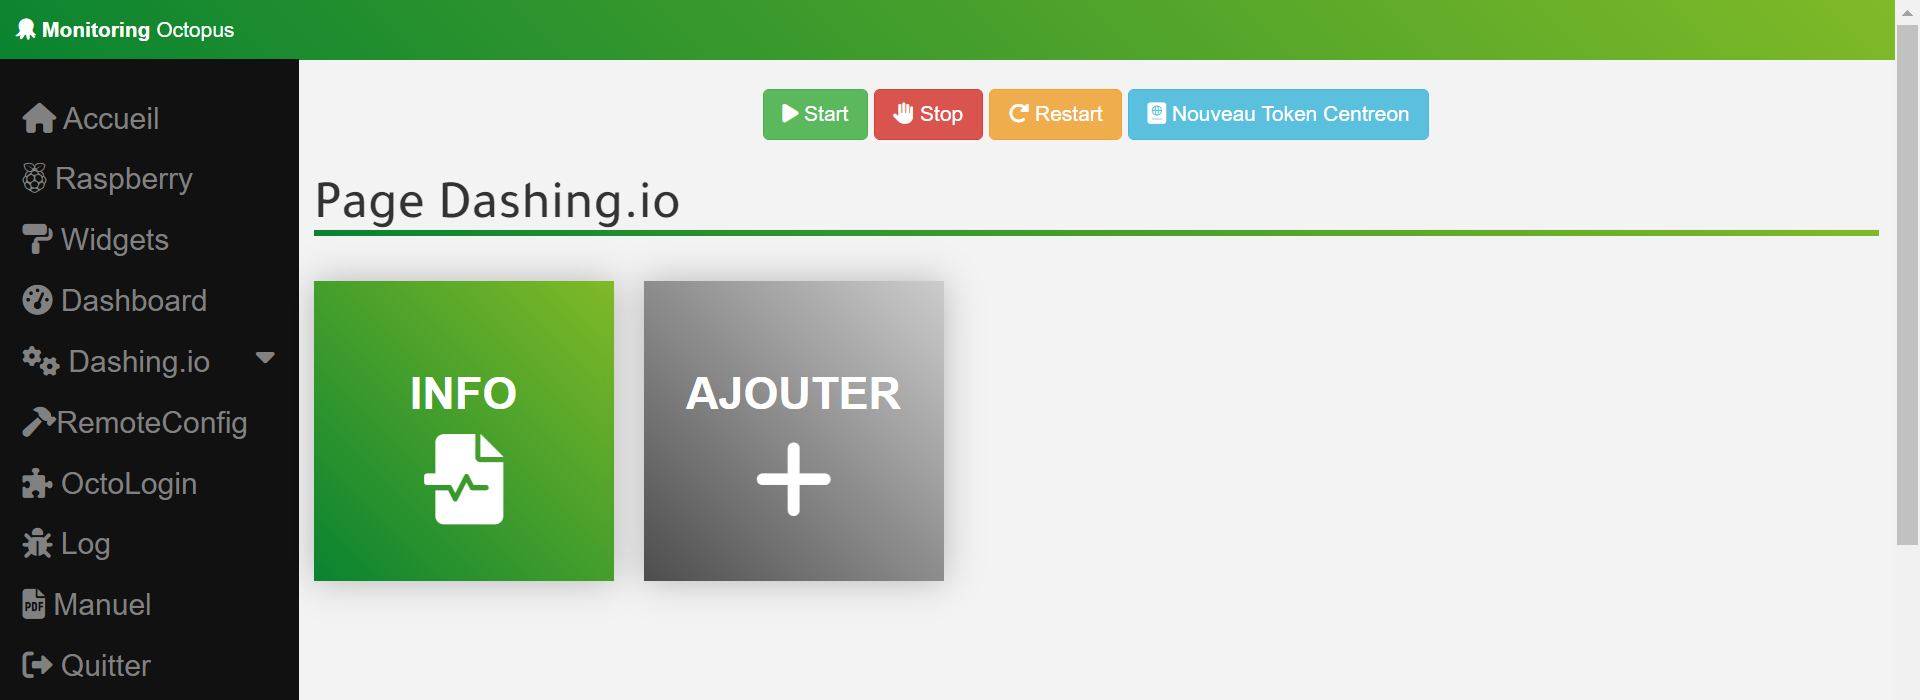 Monitoring Octopus
Accueil
Raspberry
Widgets
Dashboard
Dashing.io
RemoteConfig
OctoLogin
Log
PDF Manuel
Quitter
Start Stop Restart Nouveau Token Centreon
Page Dashing.io
INFO
AJOUTER